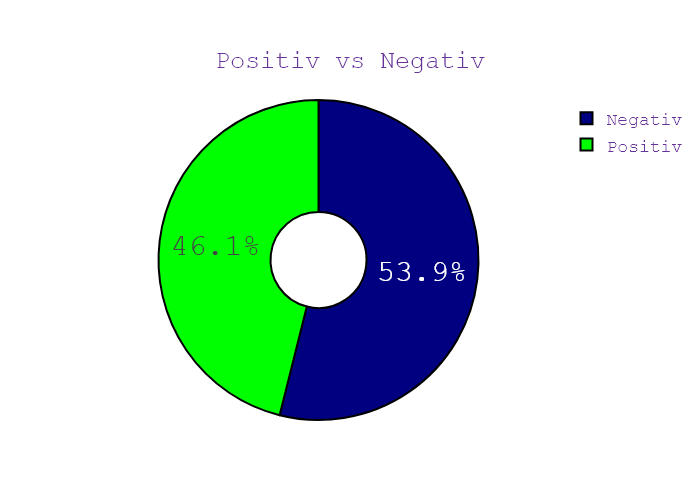 Positiv vs Negativ
Negativ
Positiv
46.1%
53.9%